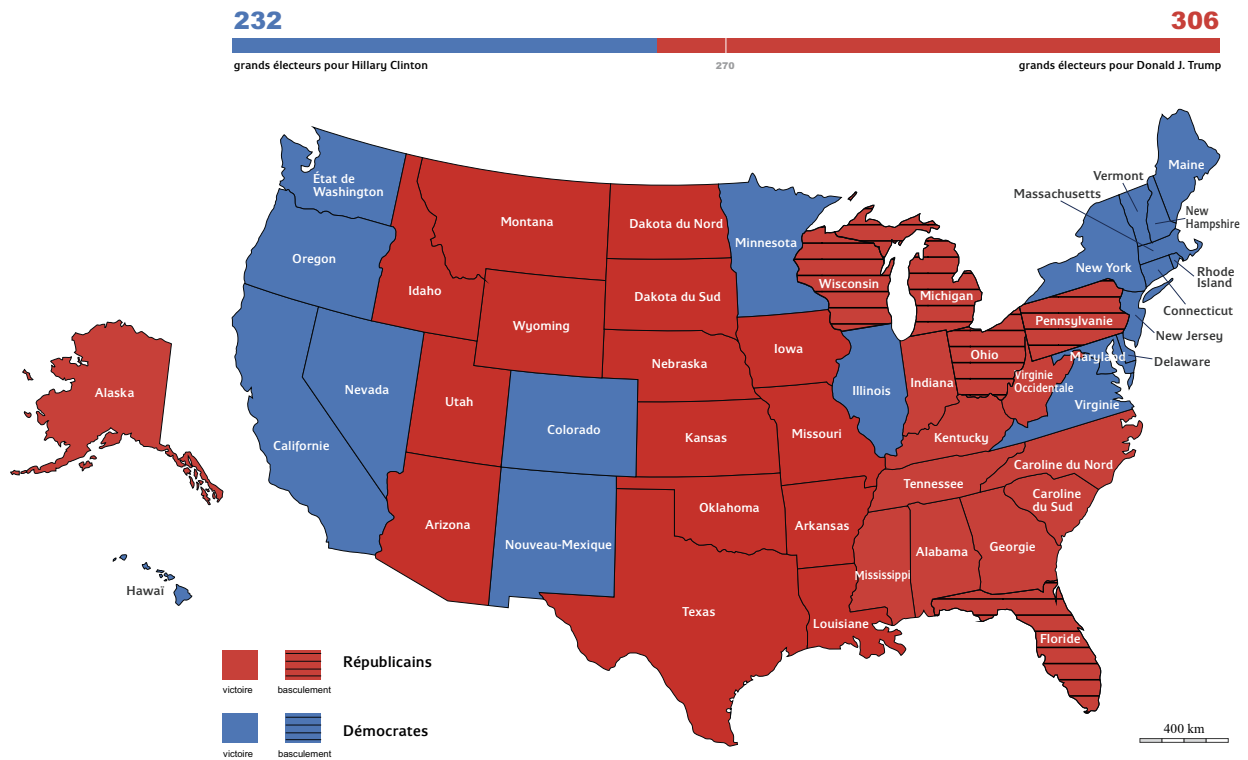 232
306
grands électeurs pour Hillary Clinton
270
grands électeurs pour Donald J. Trump
Maine
Vermont
Massachusetts
New
Hampshire
État de
Washington
Montana
Dakota du Nord
Minnesota
Oregon
New York
Rhode
Island
Idaho
Dakota du Sud
Wisconsin
Michigan
Connecticut
Wyoming
Pennsylvanie
New Jersey
Iowa
Ohio
Maryland
Delaware
Nebraska
Alaska
Nevada
Utah
Illinois
Indiana
Virginie
Occidentale
Virginie
Colorado
Californie
Kansas
Missouri
Kentucky
Caroline du Nord
Tennessee
Caroline
du Sud
Arizona
Oklahoma
Arkansas
Nouveau-Mexique
Alabama
Georgie
Mississippi
Hawaï
Texas
Louisiane
Floride
Républicains
victoire
basculement
Démocrates
victoire
basculement
400 km